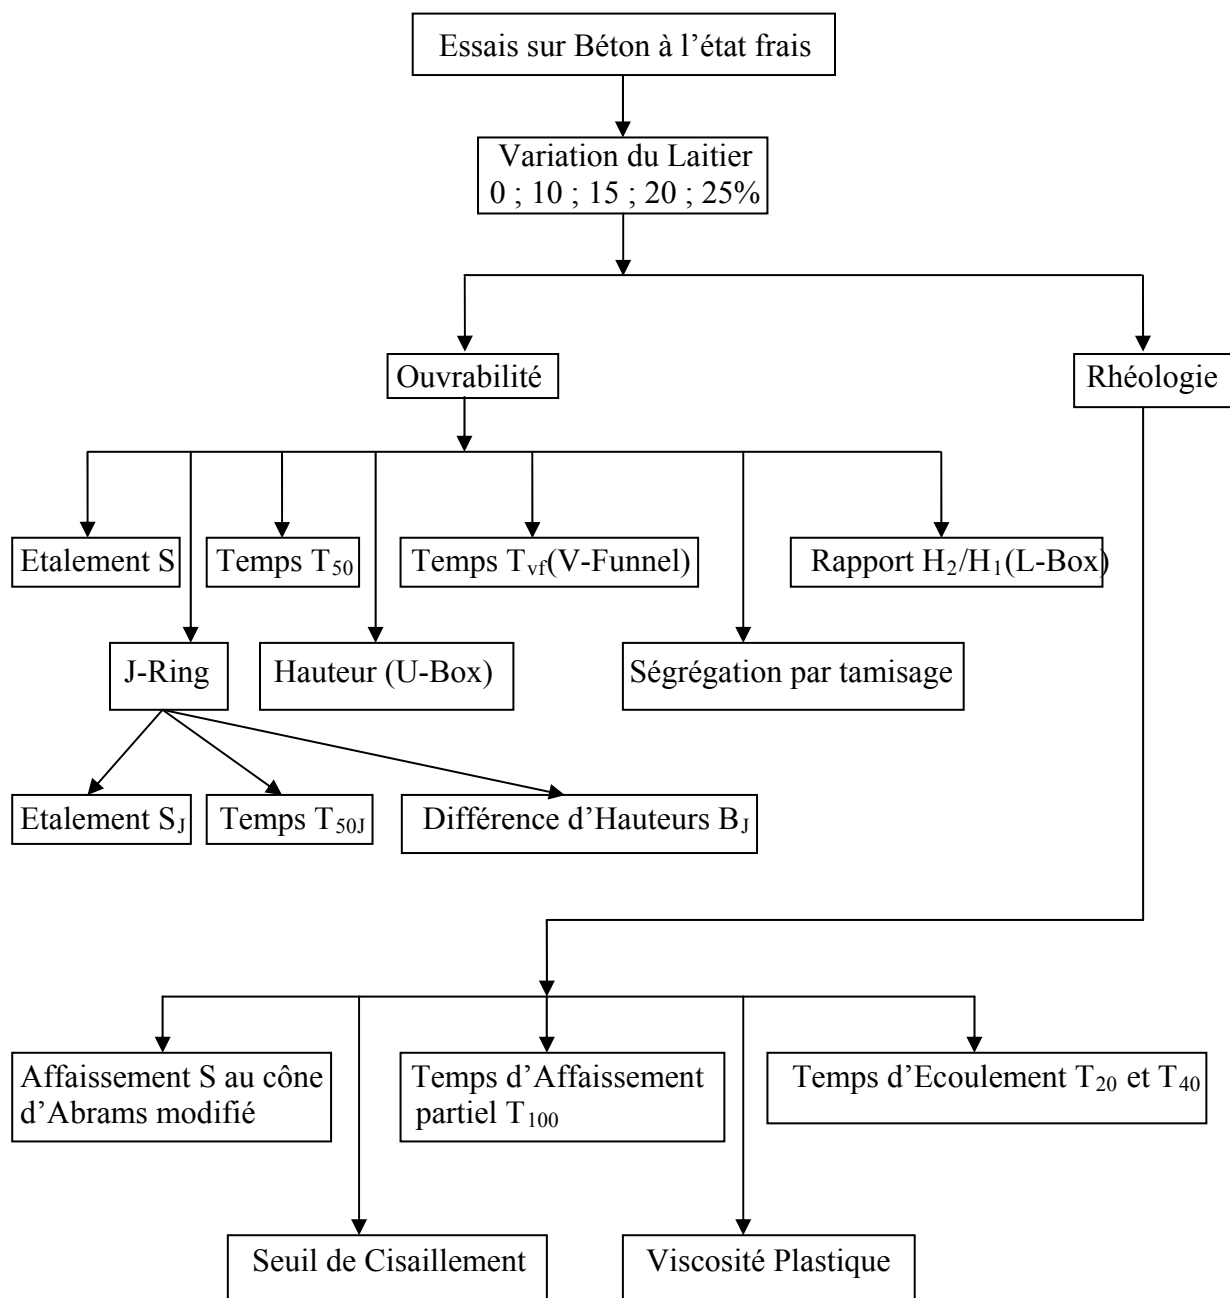 Essais sur Béton à l’état frais
Variation du Laitier
0 ; 10 ; 15 ; 20 ; 25%
Ouvrabilité
Rhéologie
Etalement S
Temps T50
Temps Tvf(V-Funnel)
Rapport H2/H1(L-Box)
J-Ring
Hauteur (U-Box)
Ségrégation par tamisage
Etalement SJ
Temps T50J
Différence d’Hauteurs BJ
Affaissement S au cône
d’Abrams modifié
Temps d’Affaissement
partiel T100
Temps d’Ecoulement T20 et T40
Seuil de Cisaillement
Viscosité Plastique